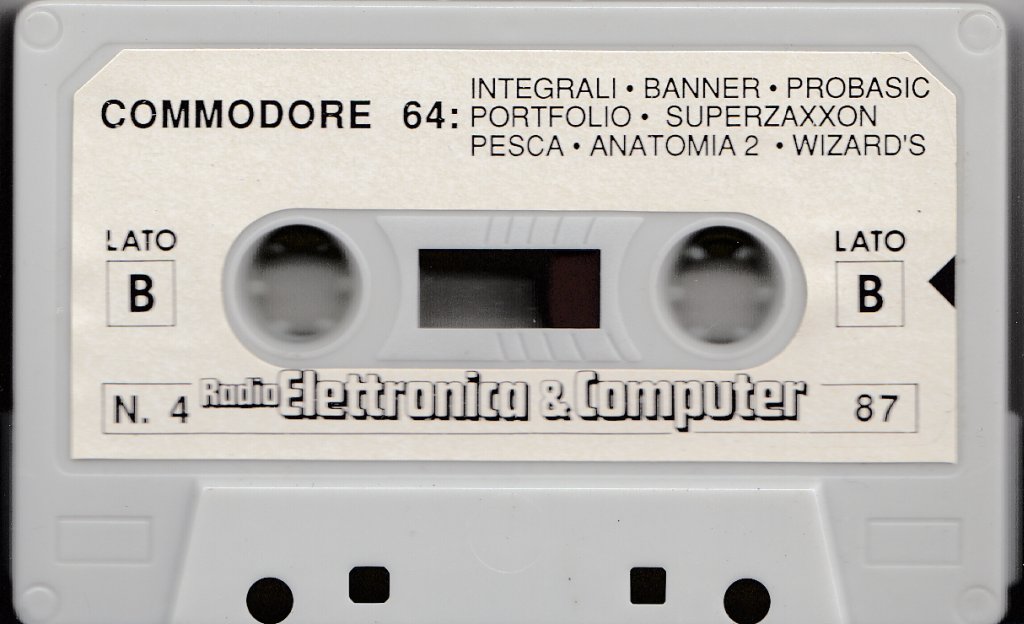 COMMODORE 64:
INTEGRALI • BANNER • PROBASIC
PORTFOLIO • SUPERZAXXON
PESCA • ANATOMIA 2 • WIZARD'S
LATO
B
LATO
B
N. 4 Radio Elettronica & Computer 87